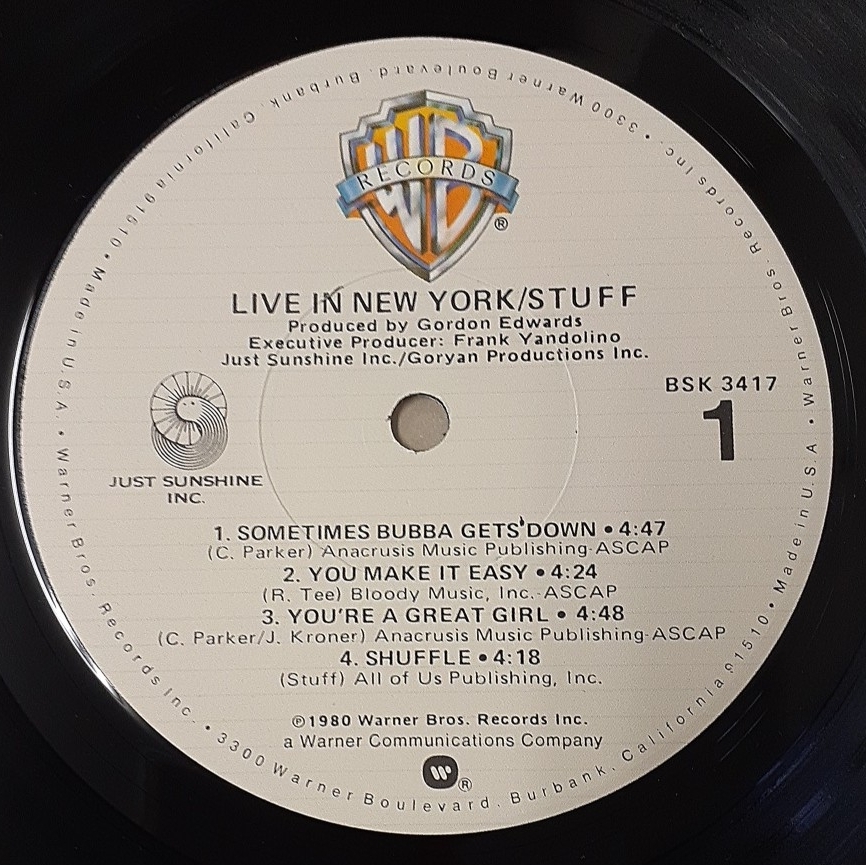 WB
RECORDS
®
LIVE IN NEW YORK/STUFF
Produced by Gordon Edwards
Executive Producer: Frank Yandolino
Just Sunshine Inc./Goryan Productions Inc.
BSK 3417
1
JUST SUNSHINE
INC.
1. SOMETIMES BUBBA GETS DOWN • 4:47
(C. Parker) Anacrusis Music Publishing-ASCAP
2. YOU MAKE IT EASY • 4:24
(R. Tee) Bloody Music, Inc.-ASCAP
3. YOU'RE A GREAT GIRL • 4:48
(C. Parker/J. Kroner) Anacrusis Music Publishing-ASCAP
4. SHUFFLE • 4:18
(Stuff) All of Us Publishing, Inc.
℗1980 Warner Bros. Records Inc.
a Warner Communications Company
W ®
Warner Bros. Records Inc. • 3300 Warner Boulevard. Burbank. California 91510 • Made in U.S.A. • Warner Bros. Records Inc. • 3300 Warner Boulevard. Burbank. California 91510 • Made in U.S.A. •